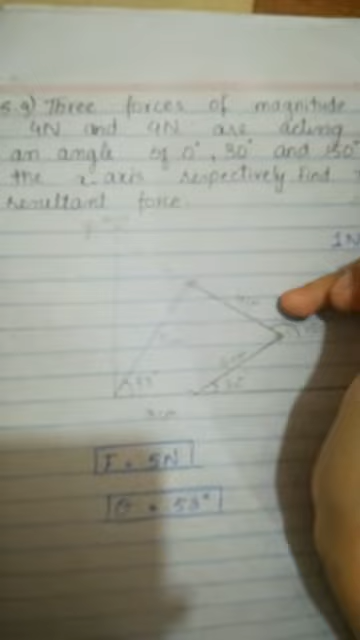 Three forces of magnitude
4N and 4N are acting
an angle of 0°, 30° and 150°
the x-axis respectively. Find
resultant force.
1N
F = 5N
θ = 53°